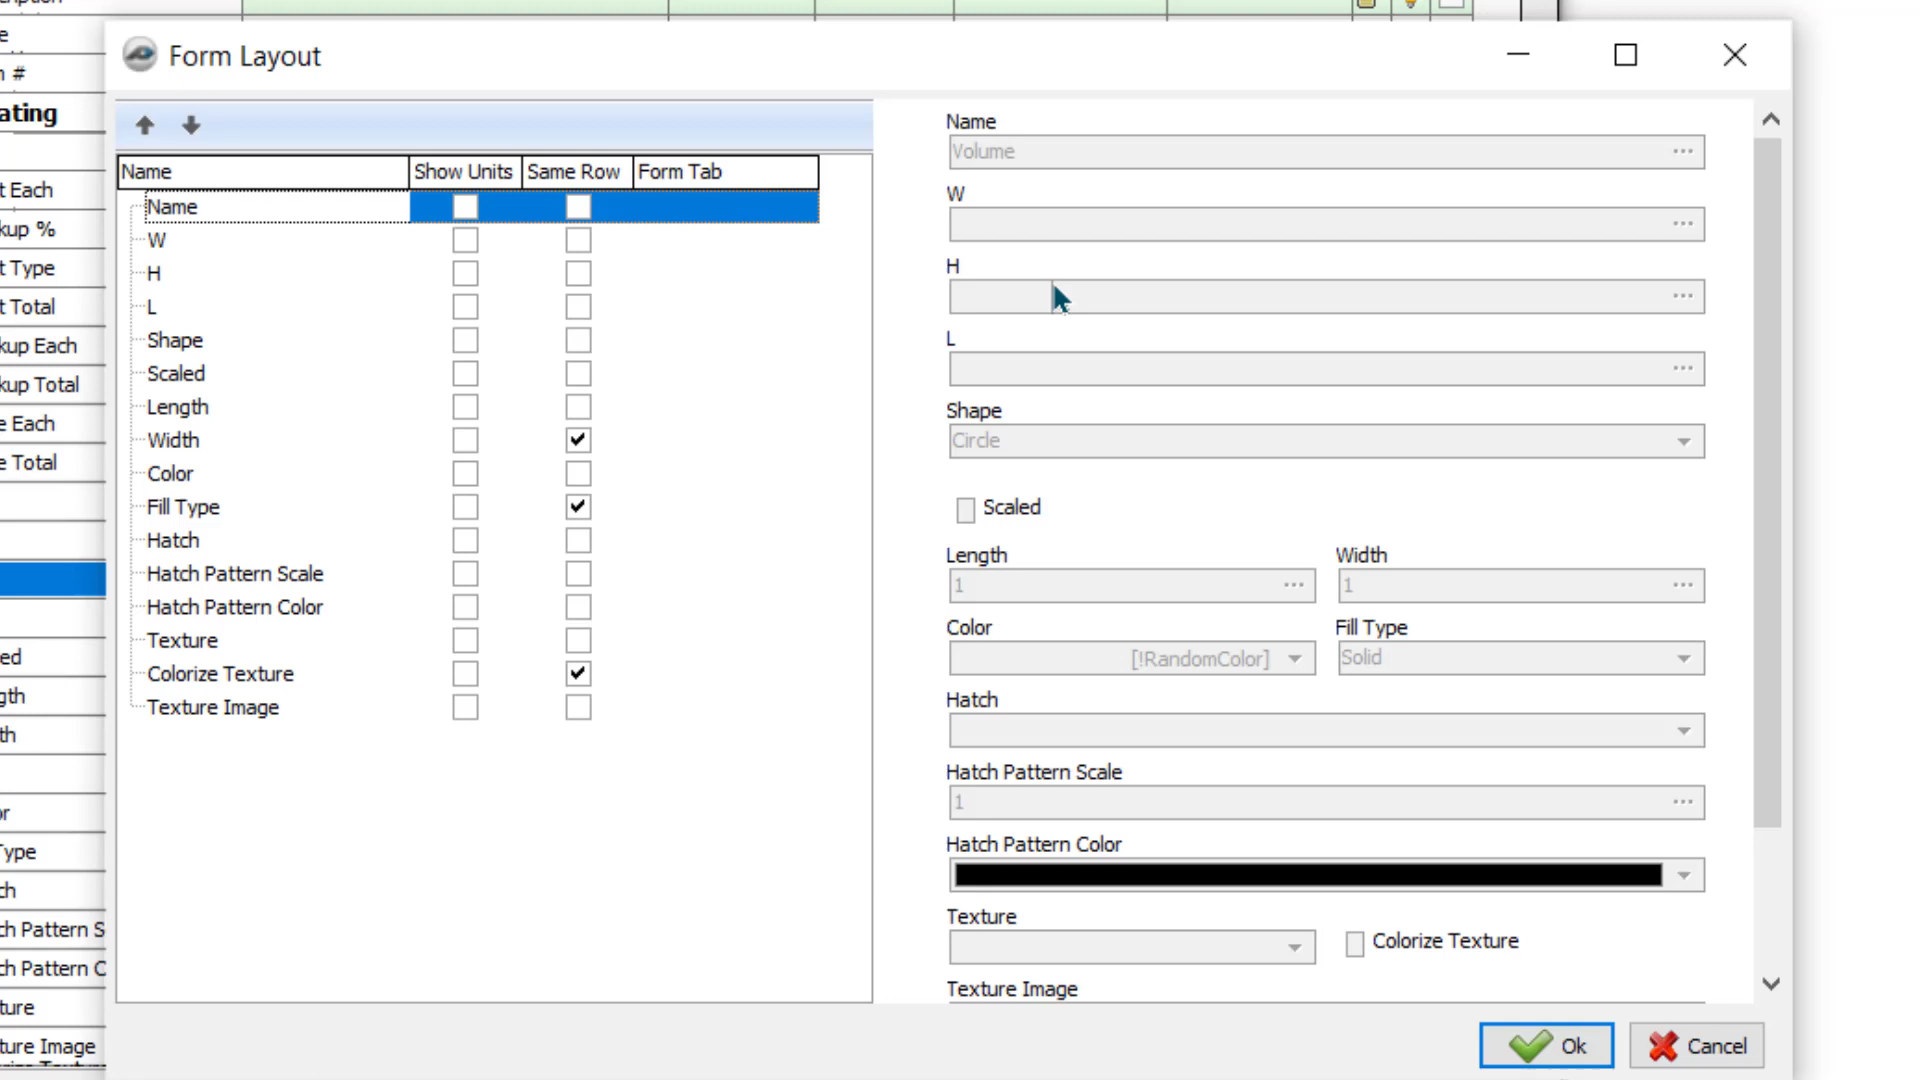 Form Layout
Name Show Units Same Row Form Tab
Name
W
H
L
Shape
Scaled
Length
Width
Color
Fill Type
Hatch
Hatch Pattern Scale
Hatch Pattern Color
Texture
Colorize Texture
Texture Image
Name
Volume ...
W
...
H
...
L
...
Shape
Circle
Scaled
Length Width
1 ... 1 ...
Color Fill Type
[!RandomColor] Solid
Hatch
Hatch Pattern Scale
1 ...
Hatch Pattern Color
Texture
Colorize Texture
Texture Image
Ok Cancel
#
ating
t Each
kup %
t Type
t Total
kup Each
kup Total
e Each
e Total
ed
gth
th
or
Type
ch
ch Pattern S
ch Pattern C
ture
ture Image